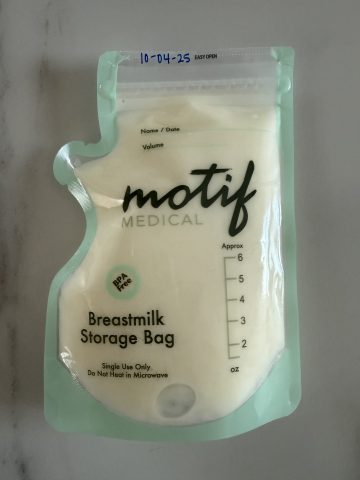 10-04-25 EASY OPEN
Name / Date
Volume
motif
MEDICAL
Approx
6
5
4
3
2
oz
BPA
Free
Breastmilk
Storage Bag
Single Use Only
Do Not Heat in Microwave